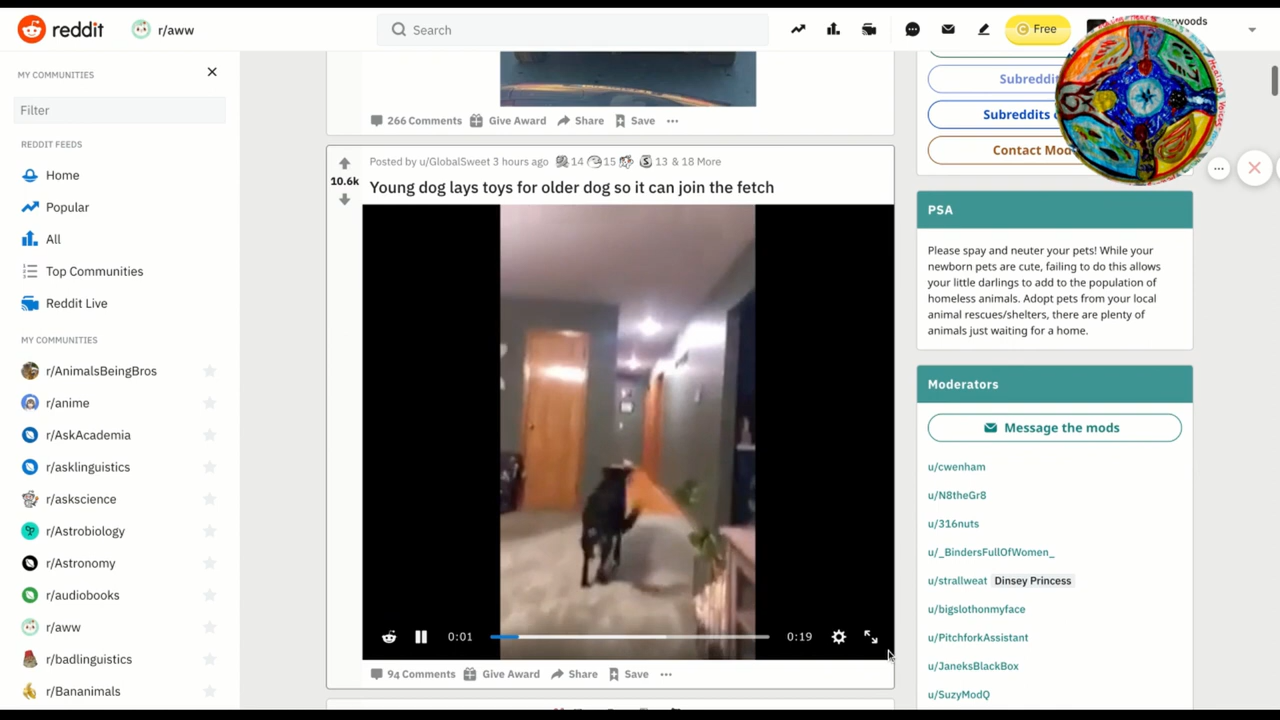 reddit
r/aww
Search
Free
erwoods
MY COMMUNITIES
Filter
REDDIT FEEDS
Home
Popular
All
Top Communities
Reddit Live
MY COMMUNITIES
r/AnimalsBeingBros
r/anime
r/AskAcademia
r/asklinguistics
r/askscience
r/Astrobiology
r/Astronomy
r/audiobooks
r/aww
r/badlinguistics
r/Bananimals
266 Comments Give Award Share Save
Posted by u/GlobalSweet 3 hours ago 14 15 13 & 18 More
10.6k
Young dog lays toys for older dog so it can join the fetch
0:01
0:19
94 Comments Give Award Share Save
Subreddit
Subreddits
Contact Mod
PSA
Please spay and neuter your pets! While your
newborn pets are cute, failing to do this allows
your little darlings to add to the population of
homeless animals. Adopt pets from your local
animal rescues/shelters, there are plenty of
animals just waiting for a home.
Moderators
Message the mods
u/cwenham
u/N8theGr8
u/316nuts
u/_BindersFullOfWomen_
u/strallweat Dinsey Princess
u/bigslothonmyface
u/PitchforkAssistant
u/JaneksBlackBox
u/SuzyModQ